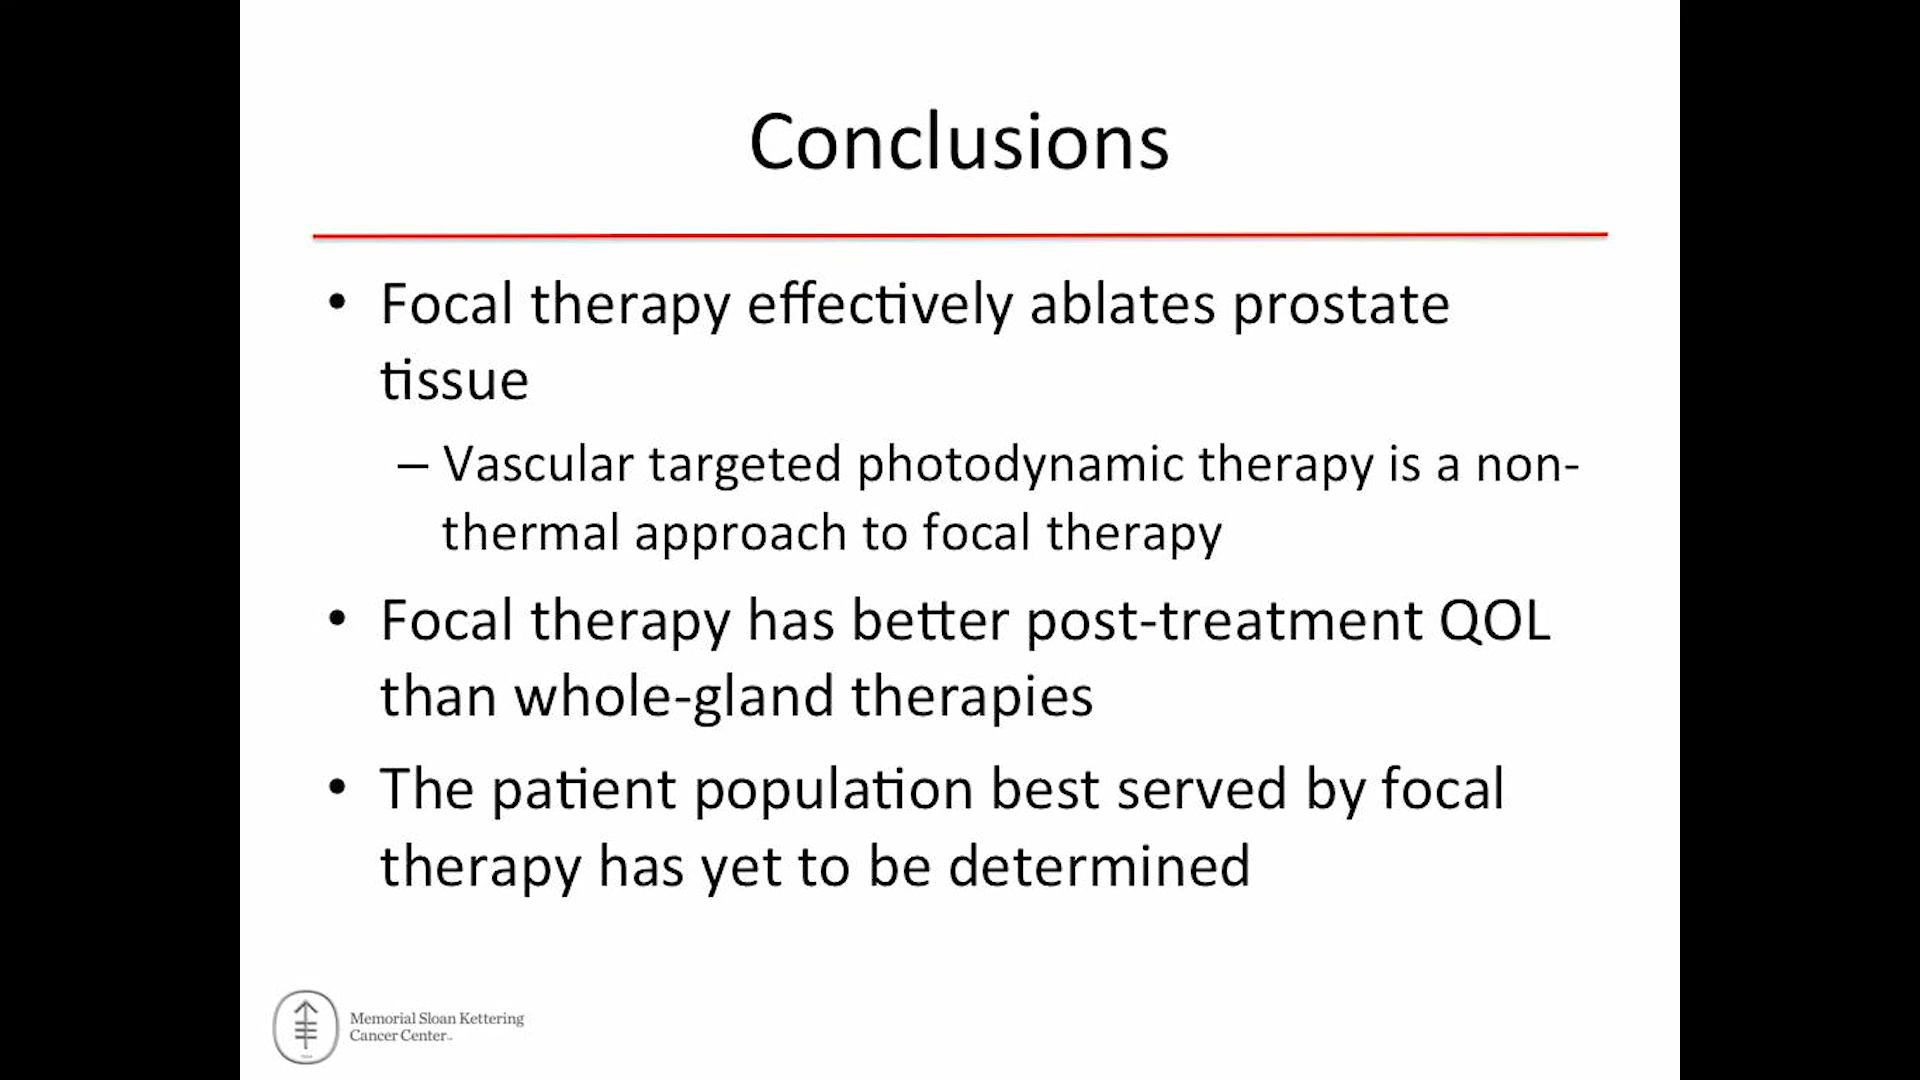 Conclusions
• Focal therapy effectively ablates prostate
tissue
– Vascular targeted photodynamic therapy is a non-
thermal approach to focal therapy
• Focal therapy has better post-treatment QOL
than whole-gland therapies
• The patient population best served by focal
therapy has yet to be determined
Memorial Sloan Kettering
Cancer Center